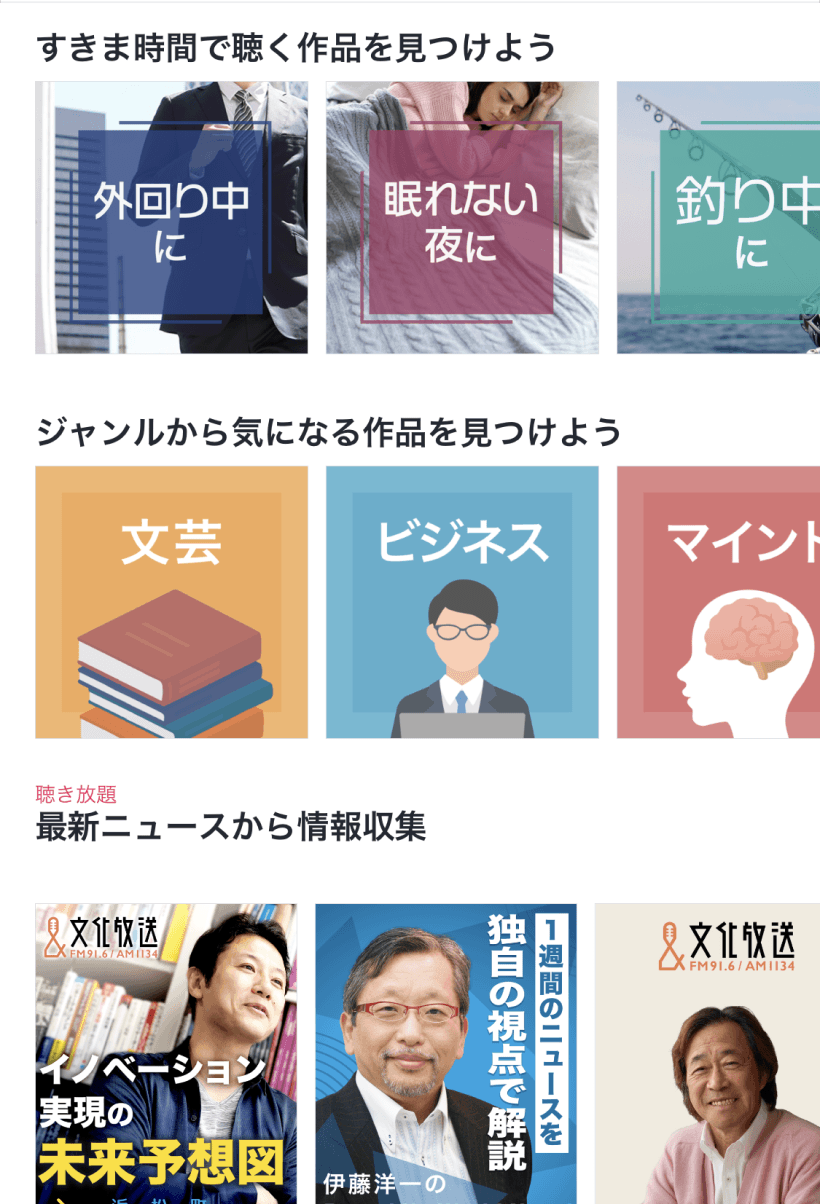 すきま時間で聴く作品を見つけよう
外回り中
に
眠れない
夜に
釣り中
に
ジャンルから気になる作品を見つけよう
文芸
ビジネス
マインド
聴き放題
最新ニュースから情報収集
文化放送
FM91.6/AM1134
イノベーション
実現の
未来予想図
浜松町
1週間のニュースを
独自の視点で解説
伊藤洋一の
文化放送
FM91.6/AM1134